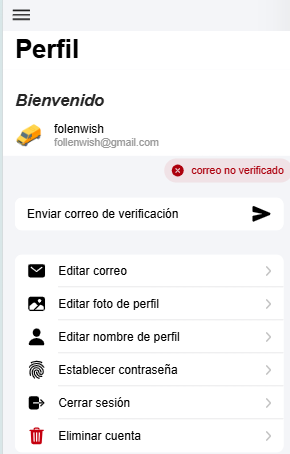 Perfil
Bienvenido
folenwish
follenwish@gmail.com
correo no verificado
Enviar correo de verificación
Editar correo
Editar foto de perfil
Editar nombre de perfil
Establecer contraseña
Cerrar sesión
Eliminar cuenta